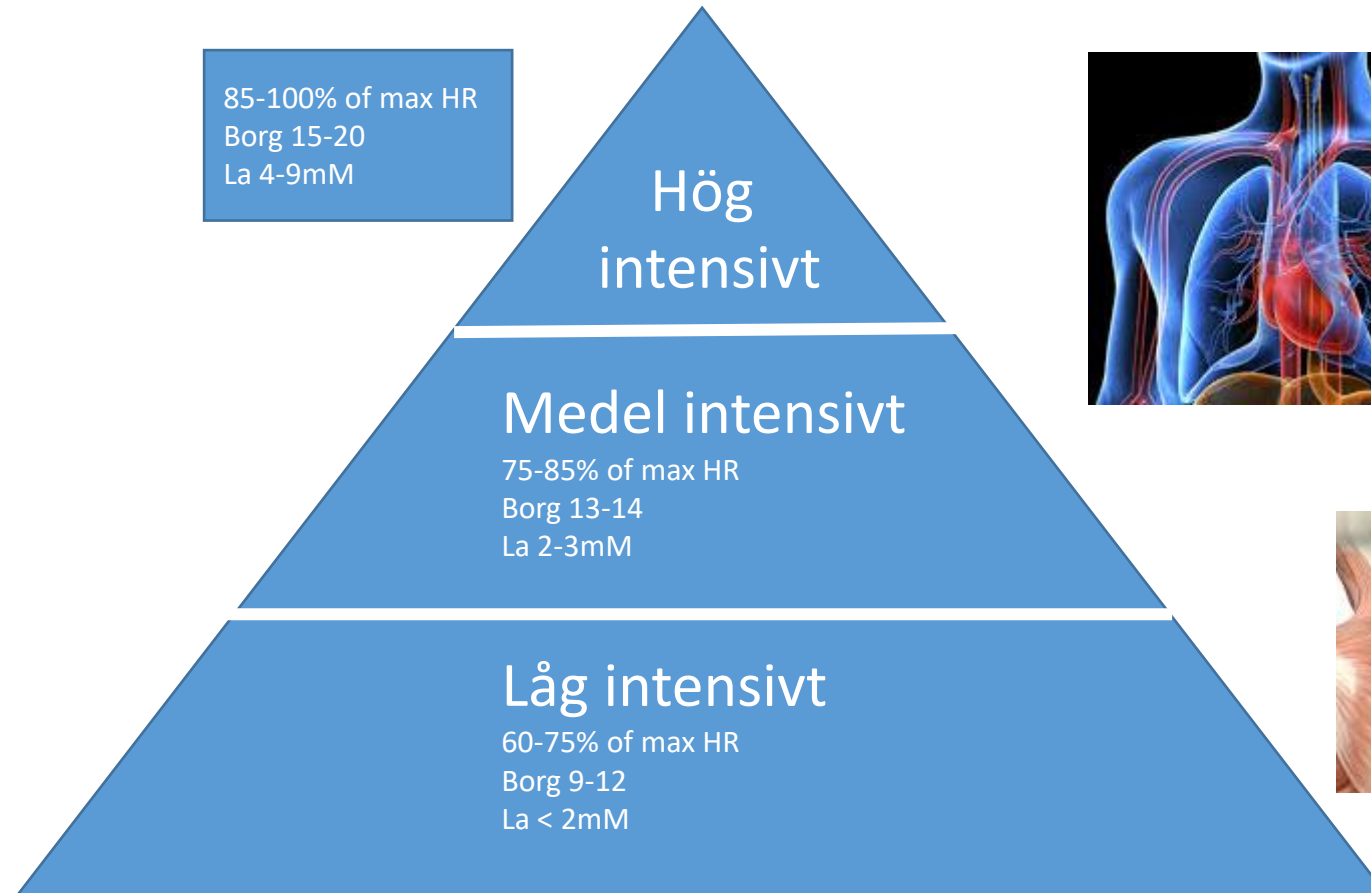 85-100% of max HR
Borg 15-20
La 4-9mM
Hög
intensivt
Medel intensivt
75-85% of max HR
Borg 13-14
La 2-3mM
Låg intensivt
60-75% of max HR
Borg 9-12
La < 2mM